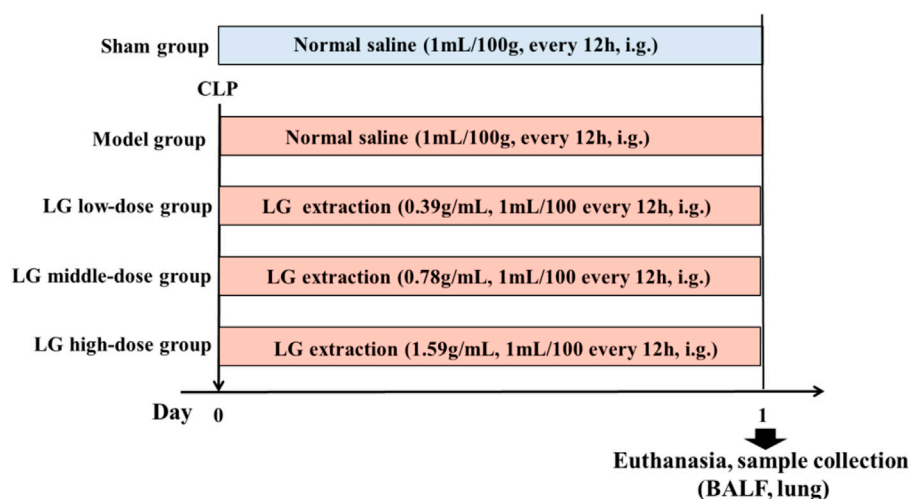 Sham group
Normal saline (1mL/100g, every 12h, i.g.)
CLP
Model group
Normal saline (1mL/100g, every 12h, i.g.)
LG low-dose group
LG extraction (0.39g/mL, 1mL/100 every 12h, i.g.)
LG middle-dose group
LG extraction (0.78g/mL, 1mL/100 every 12h, i.g.)
LG high-dose group
LG extraction (1.59g/mL, 1mL/100 every 12h, i.g.)
Day 0 1
Euthanasia, sample collection
(BALF, lung)